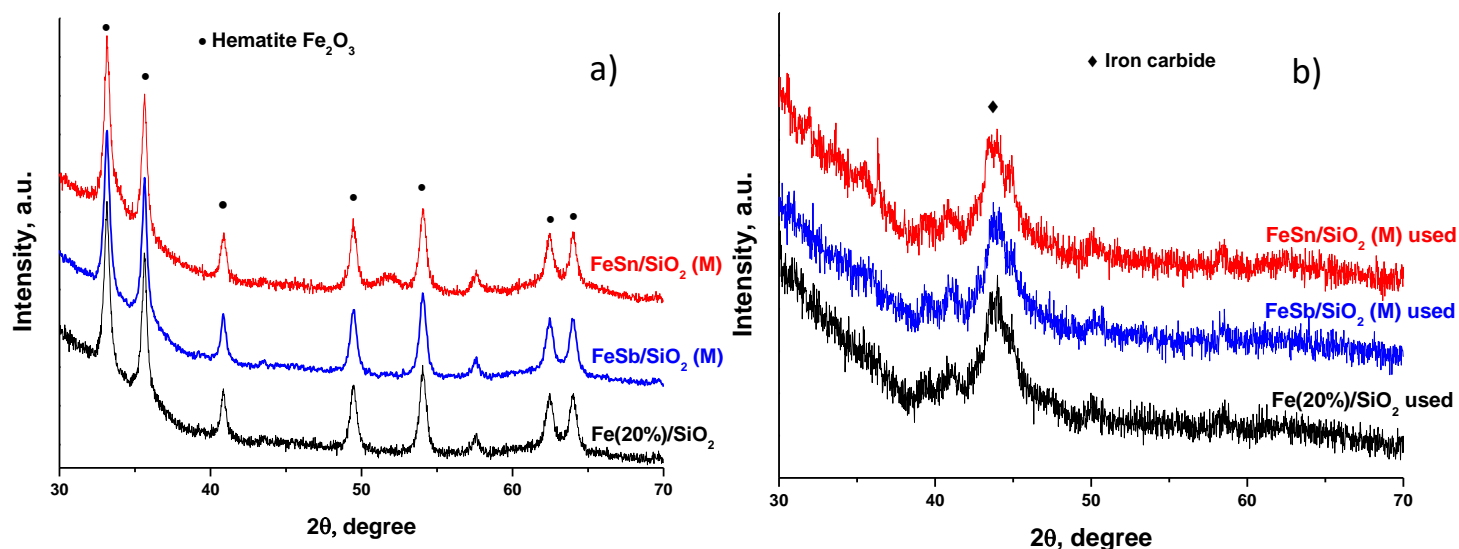 ● Hematite Fe₂O₃
a)
FeSn/SiO₂ (M)
FeSb/SiO₂ (M)
Fe(20%)/SiO₂
Intensity, a.u.
30 40 50 60 70
2θ, degree
♦ Iron carbide
b)
FeSn/SiO₂ (M) used
FeSb/SiO₂ (M) used
Fe(20%)/SiO₂ used
Intensity, a.u.
30 40 50 60 70
2θ, degree